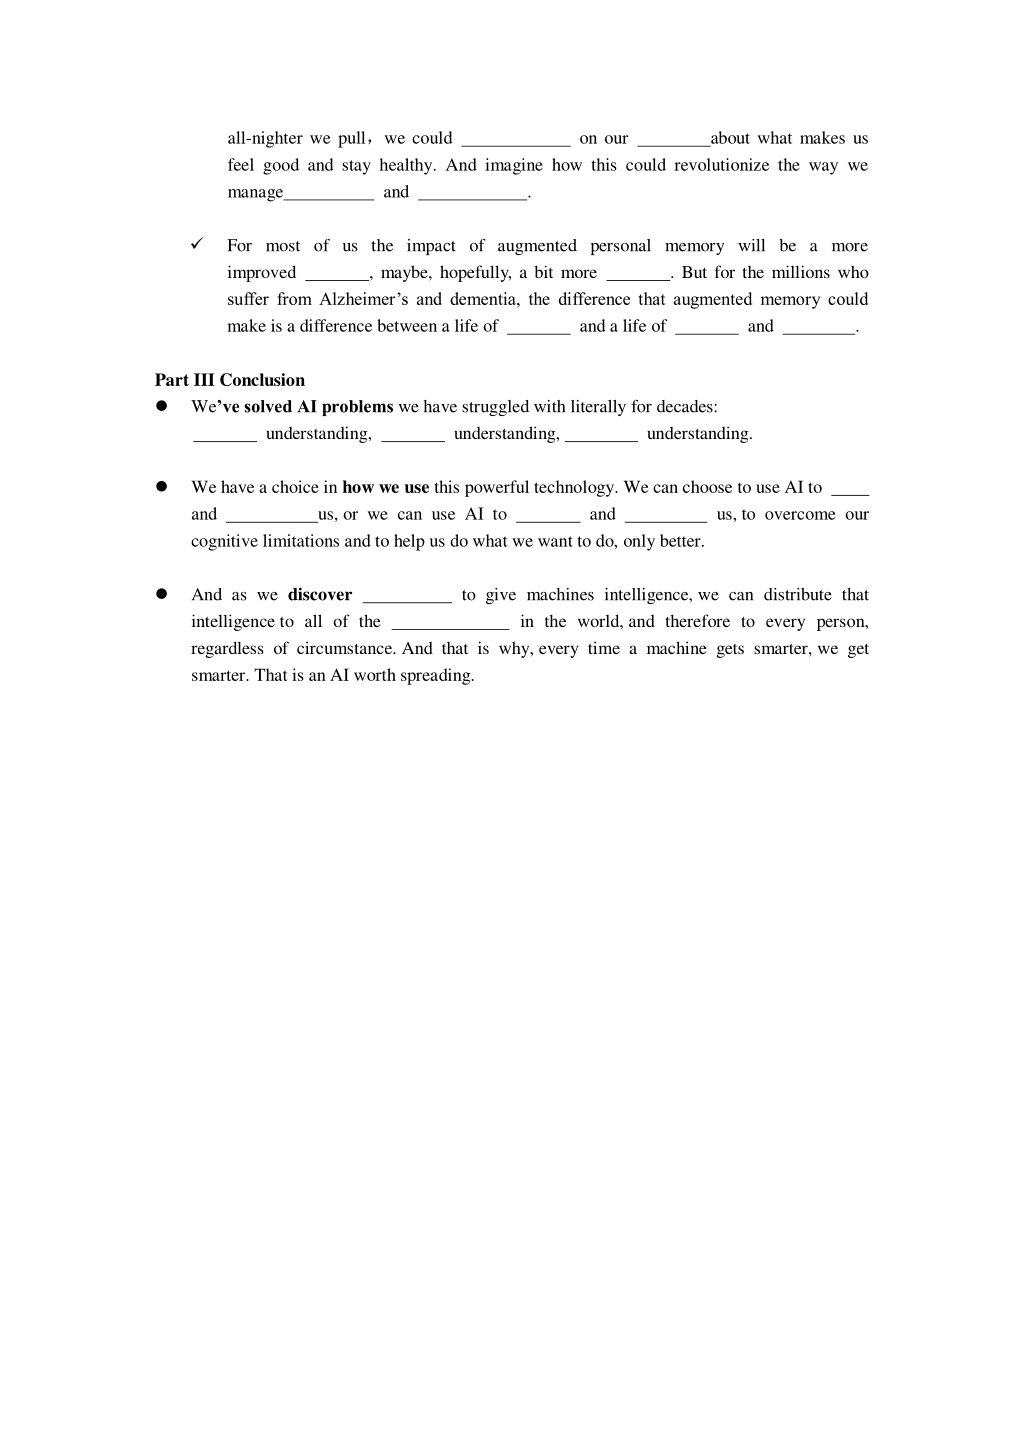 all-nighter we pull，we could ____________ on our ________about what makes us
feel good and stay healthy. And imagine how this could revolutionize the way we
manage__________ and ____________.
✓ For most of us the impact of augmented personal memory will be a more
improved _______, maybe, hopefully, a bit more _______. But for the millions who
suffer from Alzheimer’s and dementia, the difference that augmented memory could
make is a difference between a life of _______ and a life of _______ and ________.
Part III Conclusion
● We’ve solved AI problems we have struggled with literally for decades:
_______ understanding, _______ understanding, ________ understanding.
● We have a choice in how we use this powerful technology. We can choose to use AI to ____
and __________us, or we can use AI to _______ and _________ us, to overcome our
cognitive limitations and to help us do what we want to do, only better.
● And as we discover __________ to give machines intelligence, we can distribute that
intelligence to all of the _____________ in the world, and therefore to every person,
regardless of circumstance. And that is why, every time a machine gets smarter, we get
smarter. That is an AI worth spreading.